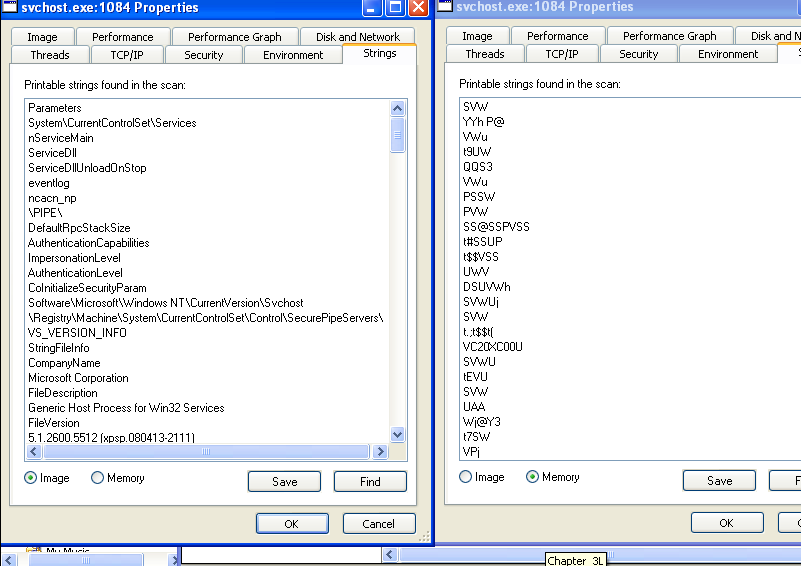 svchost.exe:1084 Properties
Image Performance Performance Graph Disk and Network
Threads TCP/IP Security Environment Strings
Printable strings found in the scan:
Parameters
System\CurrentControlSet\Services
nServiceMain
ServiceDll
ServiceDllUnloadOnStop
eventlog
ncacn_np
\PIPE\
DefaultRpcStackSize
AuthenticationCapabilities
ImpersonationLevel
AuthenticationLevel
CoInitializeSecurityParam
Software\Microsoft\Windows NT\CurrentVersion\Svchost
\Registry\Machine\System\CurrentControlSet\Control\SecurePipeServers\
VS_VERSION_INFO
StringFileInfo
CompanyName
Microsoft Corporation
FileDescription
Generic Host Process for Win32 Services
FileVersion
5.1.2600.5512 (xpsp.080413-2111)
Image Memory Save Find
OK Cancel
My Music
svchost.exe:1084 Properties
Image Performance Performance Graph Disk and N
Threads TCP/IP Security Environment S
Printable strings found in the scan:
SVW
YYh P@
VWu
t9UW
QQS3
VWu
PSSW
PVW
SS@SSPVSS
t#SSUP
t$$VSS
UWV
DSUVWh
SVWUj
SVW
t.;t$$t(
VC20XC00U
SVWU
tEVU
SVW
UAA
Wj@Y3
t7SW
VPj
Image Memory Save F
OK C
Chapter_3L